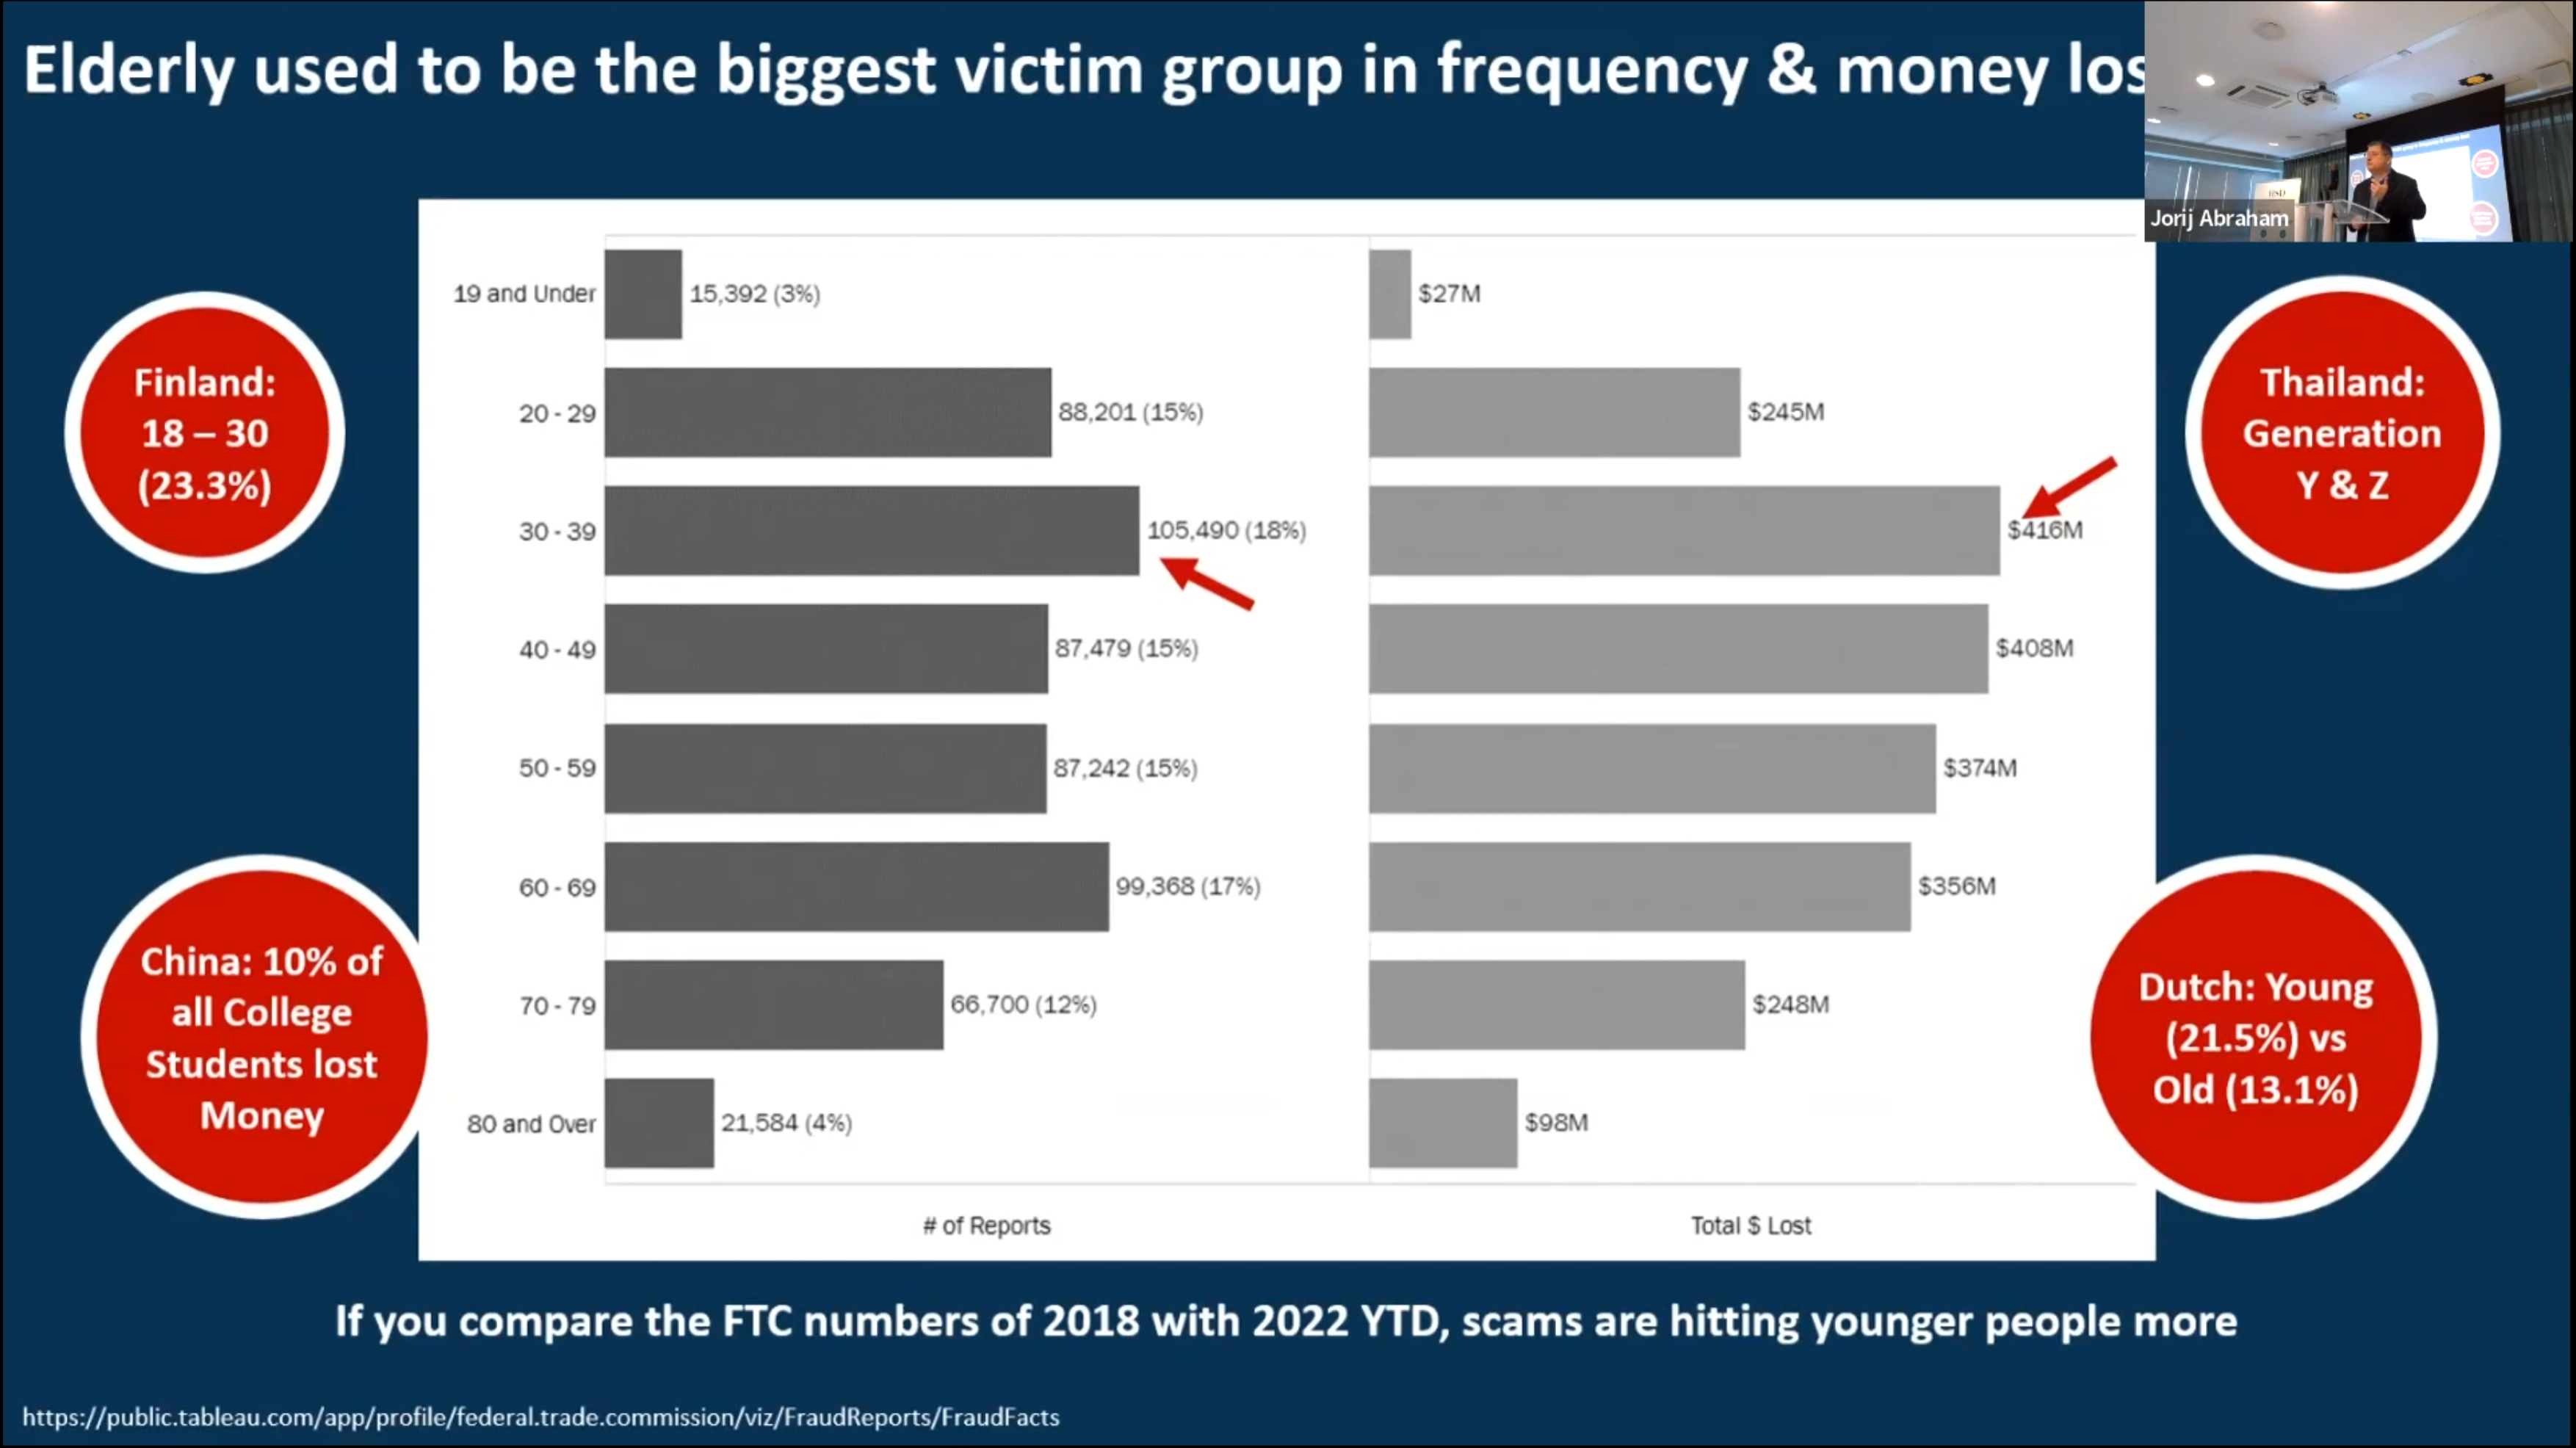 Elderly used to be the biggest victim group in frequency & money los
HSD
Jorij Abraham
19 and Under 15,392 (3%) $27M
20 - 29 88,201 (15%) $245M
30 - 39 105,490 (18%) $416M
40 - 49 87,479 (15%) $408M
50 - 59 87,242 (15%) $374M
60 - 69 99,368 (17%) $356M
70 - 79 66,700 (12%) $248M
80 and Over 21,584 (4%) $98M
# of Reports Total $ Lost
Finland:
18 – 30
(23.3%)
Thailand:
Generation
Y & Z
China: 10% of
all College
Students lost
Money
Dutch: Young
(21.5%) vs
Old (13.1%)
If you compare the FTC numbers of 2018 with 2022 YTD, scams are hitting younger people more
https://public.tableau.com/app/profile/federal.trade.commission/viz/FraudReports/FraudFacts